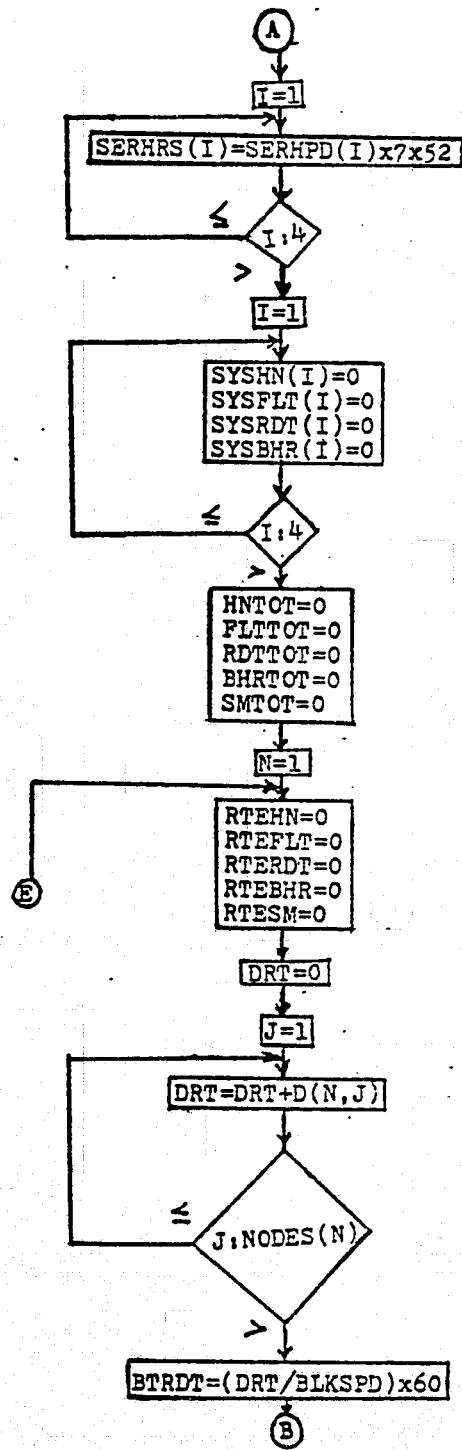 A
I=1
SERHRS(I)=SERHPD(I)x7x52
≤
I:4
>
I=1
SYSHN(I)=0
SYSFLT(I)=0
SYSRDT(I)=0
SYSBHR(I)=0
≤
I:4
>
HNTOT=0
FLTTOT=0
RDTTOT=0
BHRTOT=0
SMTOT=0
N=1
RTEHN=0
RTEFLT=0
RTERDT=0
RTEBHR=0
RTESM=0
E
DRT=0
J=1
DRT=DRT+D(N,J)
≤
J:NODES(N)
>
BTRDT=(DRT/BLKSPD)x60
B